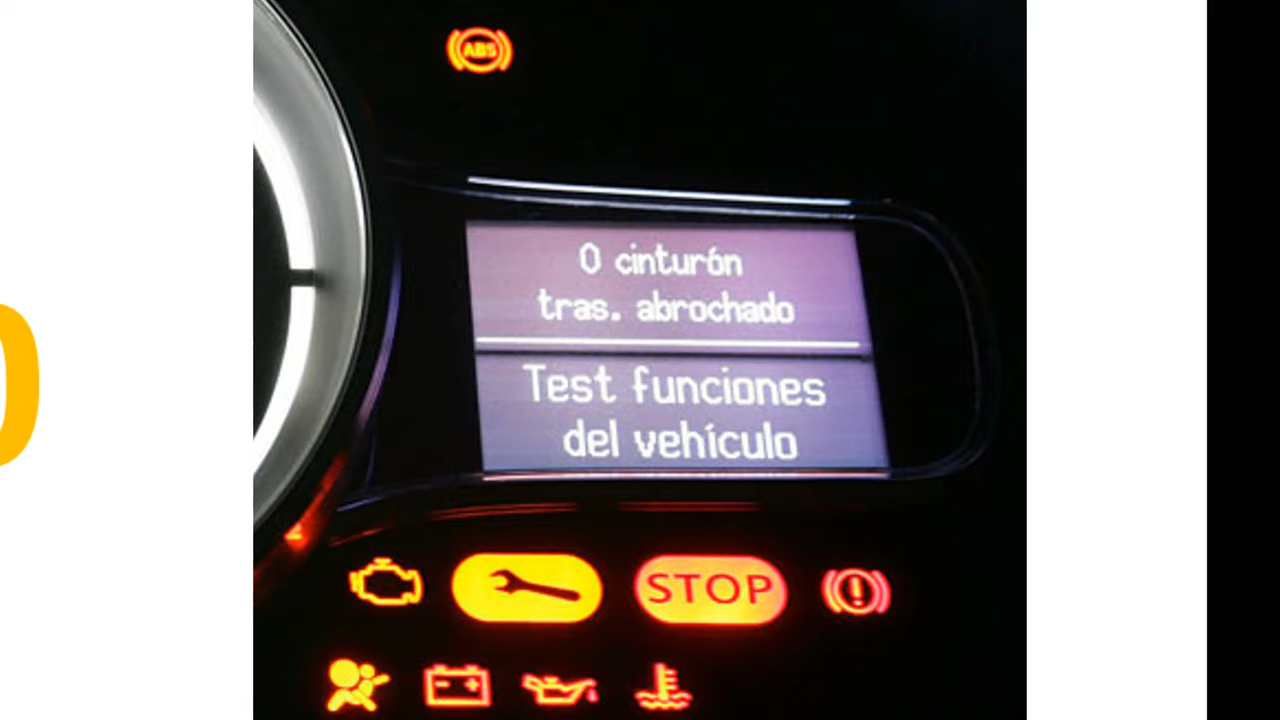 ABS
0 cinturón
tras. abrochado
Test funciones
del vehículo
STOP